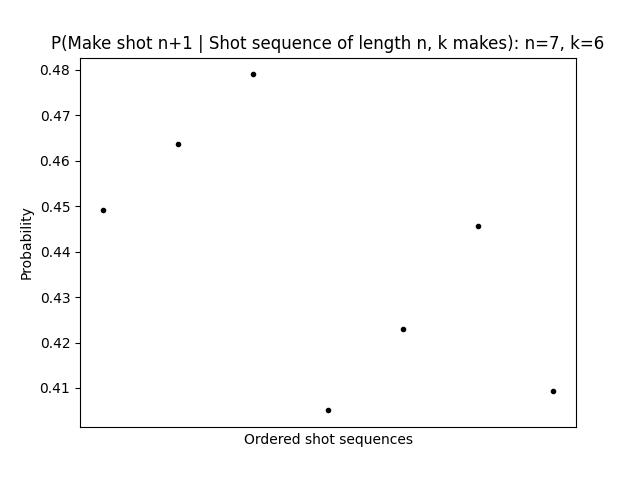 P(Make shot n+1 | Shot sequence of length n, k makes): n=7, k=6
0.48
0.47
0.46
0.45
0.44
0.43
0.42
0.41
Probability
Ordered shot sequences